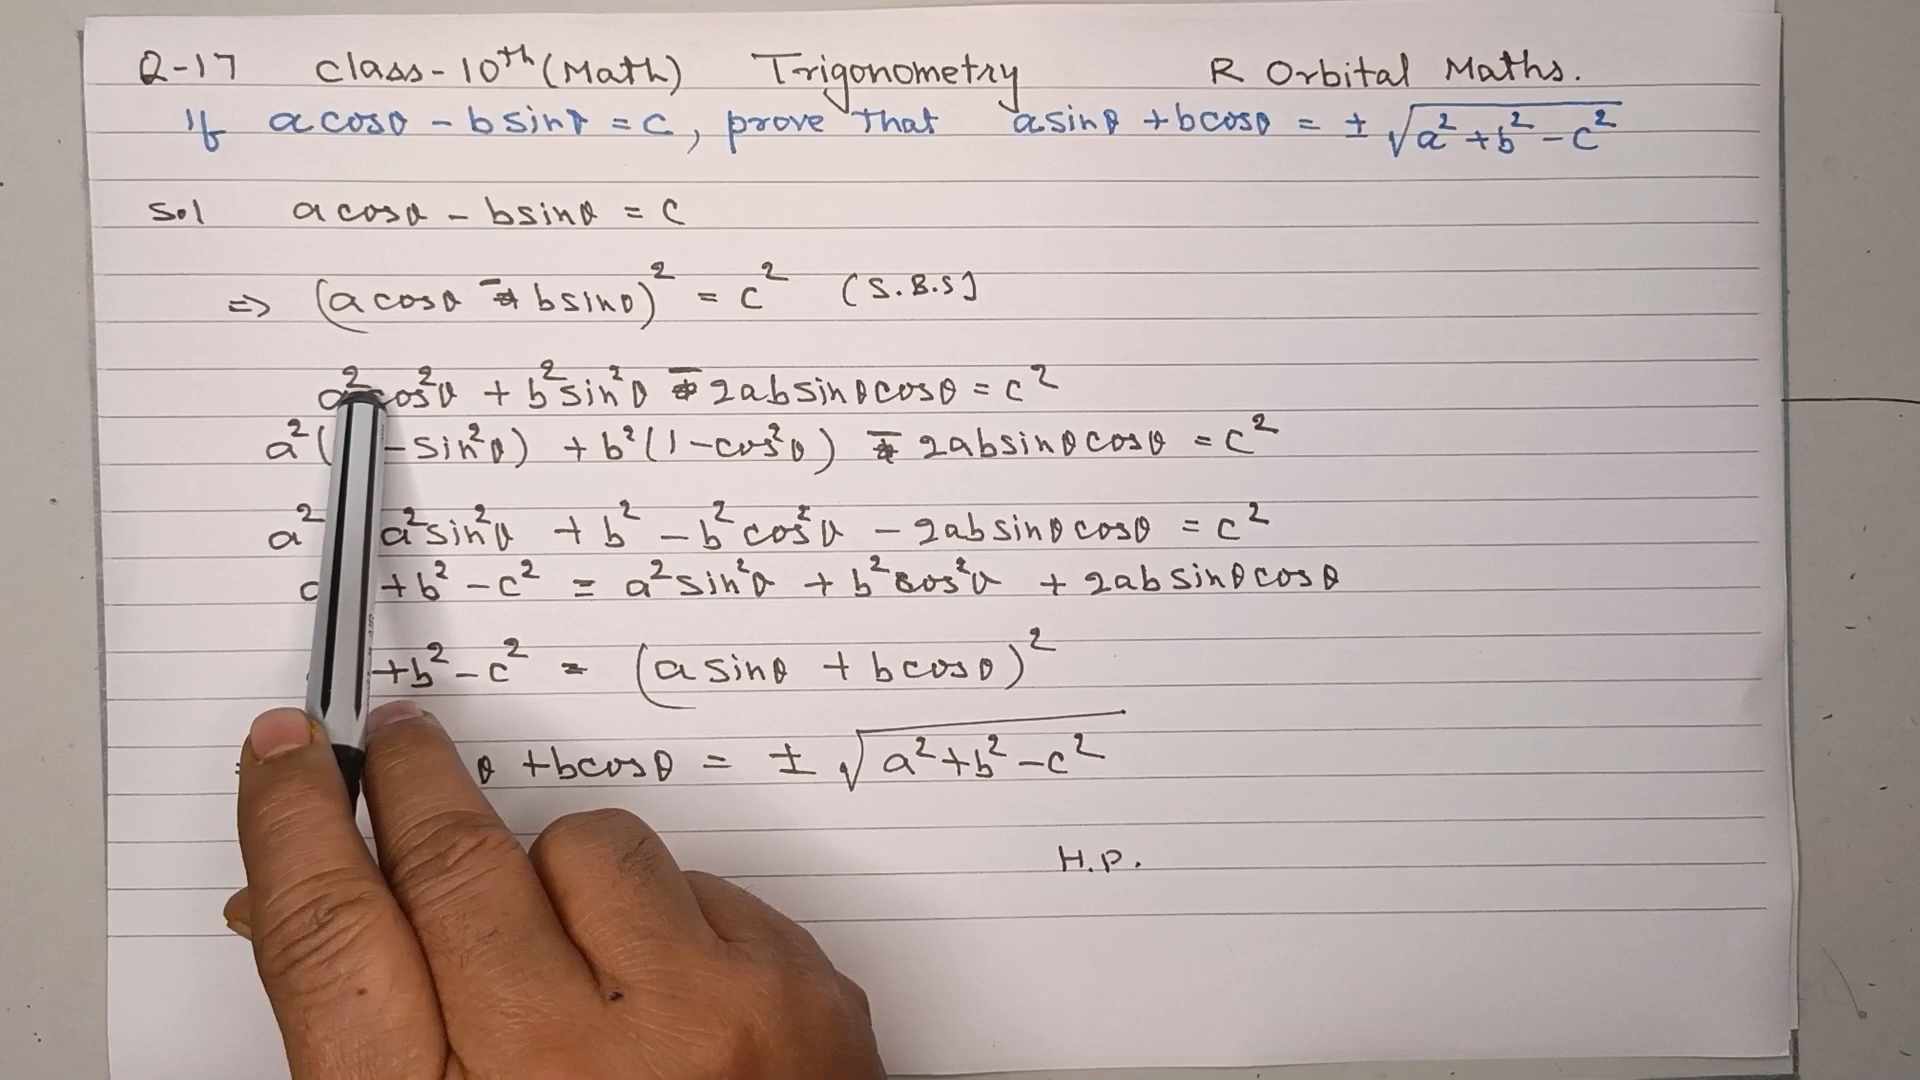 Q-17 Class-10th (Math) Trigonometry R Orbital Maths.
If a cosθ - b sinθ = c, prove that a sinθ + b cosθ = ± √a² + b² - c²
Sol a cosθ - b sinθ = c
=> (a cosθ - b sinθ)² = c² (S.B.S]
a² cos²θ + b² sin²θ - 2ab sinθ cosθ = c²
a² ( - sin²θ) + b² (1 - cos²θ) - 2ab sinθ cosθ = c²
a² a² sin²θ + b² - b² cos²θ - 2ab sinθ cosθ = c²
+ b² - c² = a² sin²θ + b² cos²θ + 2ab sinθ cosθ
+ b² - c² = (a sinθ + b cosθ)²
θ + b cosθ = ± √a² + b² - c²
H.P.